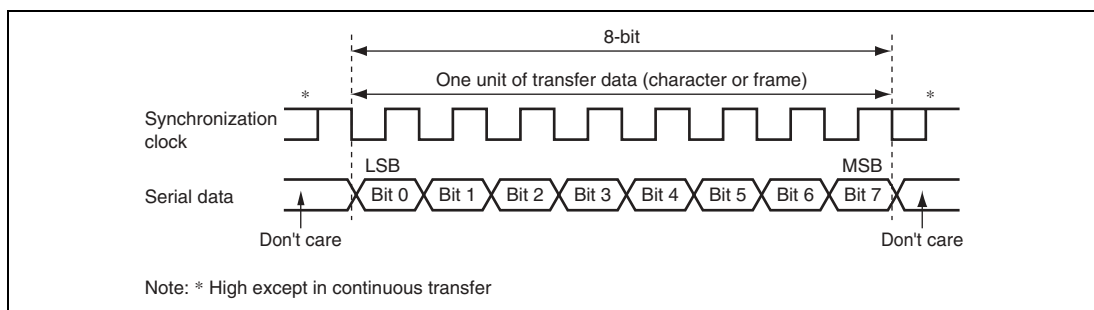 8-bit
One unit of transfer data (character or frame)
* *
Synchronization
clock
LSB MSB
Serial data Bit 0 Bit 1 Bit 2 Bit 3 Bit 4 Bit 5 Bit 6 Bit 7
Don't care Don't care
Note: * High except in continuous transfer